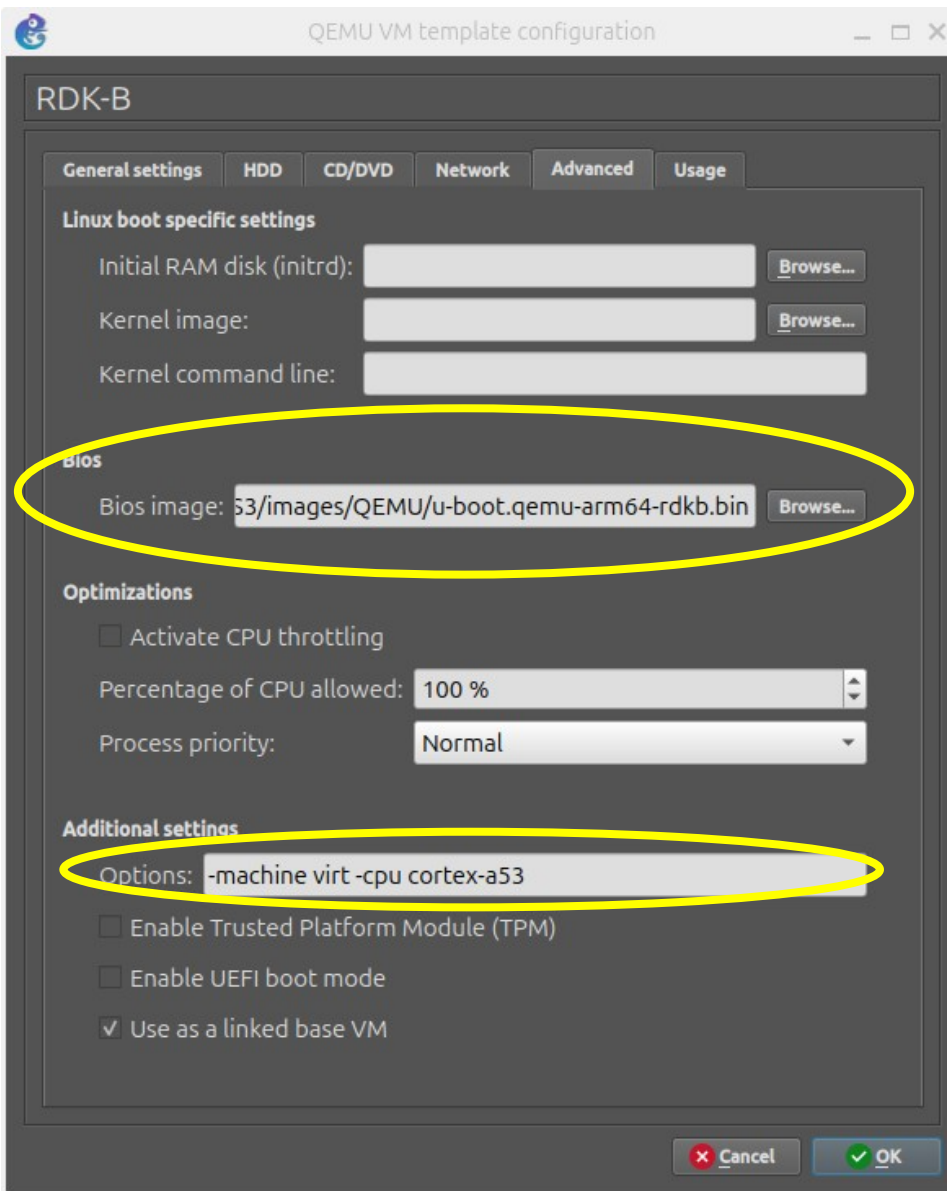 QEMU VM template configuration
RDK-B
General settings HDD CD/DVD Network Advanced Usage
Linux boot specific settings
Initial RAM disk (initrd): Browse...
Kernel image: Browse...
Kernel command line:
Bios
Bios image: 53/images/QEMU/u-boot.qemu-arm64-rdkb.bin Browse...
Optimizations
Activate CPU throttling
Percentage of CPU allowed: 100 %
Process priority: Normal
Additional settings
Options: -machine virt -cpu cortex-a53
Enable Trusted Platform Module (TPM)
Enable UEFI boot mode
Use as a linked base VM
Cancel OK